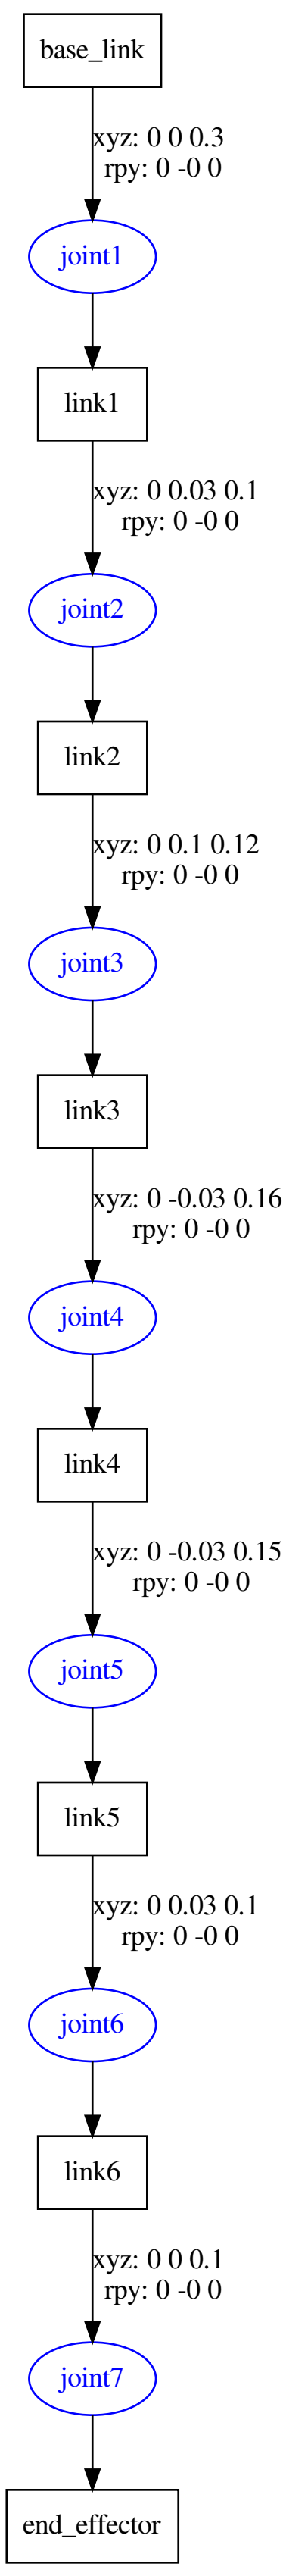 base_link
xyz: 0 0 0.3
rpy: 0 -0 0
joint1
link1
xyz: 0 0.03 0.1
rpy: 0 -0 0
joint2
link2
xyz: 0 0.1 0.12
rpy: 0 -0 0
joint3
link3
xyz: 0 -0.03 0.16
rpy: 0 -0 0
joint4
link4
xyz: 0 -0.03 0.15
rpy: 0 -0 0
joint5
link5
xyz: 0 0.03 0.1
rpy: 0 -0 0
joint6
link6
xyz: 0 0 0.1
rpy: 0 -0 0
joint7
end_effector